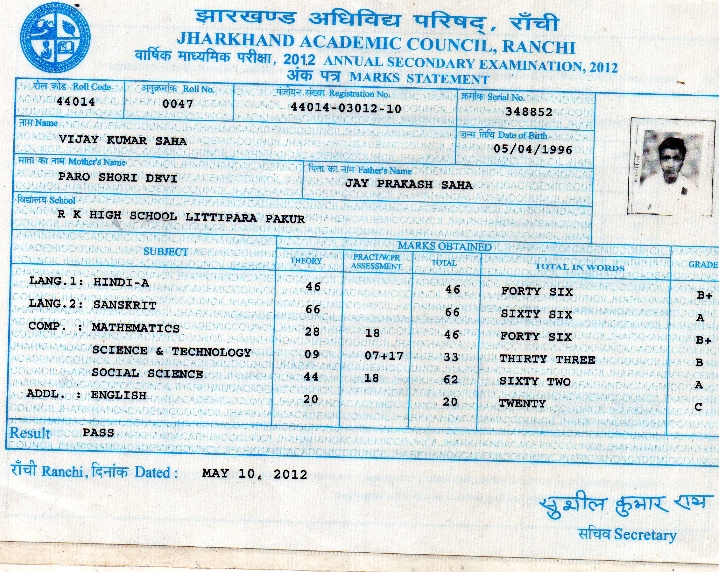 झारखण्ड अधिविद्य परिषद्, राँची
JHARKHAND ACADEMIC COUNCIL, RANCHI
वार्षिक माध्यमिक परीक्षा, 2012 ANNUAL SECONDARY EXAMINATION, 2012
अंक पत्र MARKS STATEMENT
रौल कोड Roll Code अनुक्रमांक Roll No. पंजीयन संख्या Registration No. क्रमांक Serial No.
44014 0047 44014-03012-10 348852
नाम Name जन्म तिथि Date of Birth
VIJAY KUMAR SAHA 05/04/1996
माता का नाम Mother's Name पिता का नाम Father's Name
PARO SHORI DEVI JAY PRAKASH SAHA
विद्यालय School
R K HIGH SCHOOL LITTIPARA PAKUR
SUBJECT MARKS OBTAINED
THEORY PRACT/W.PR ASSESSMENT TOTAL TOTAL IN WORDS GRADE
LANG.1: HINDI-A 46 46 FORTY SIX B+
LANG.2: SANSKRIT 66 66 SIXTY SIX A
COMP. : MATHEMATICS 28 18 46 FORTY SIX B+
SCIENCE & TECHNOLOGY 09 07+17 33 THIRTY THREE B
SOCIAL SCIENCE 44 18 62 SIXTY TWO A
ADDL. : ENGLISH 20 20 TWENTY C
Result PASS
राँची Ranchi, दिनांक Dated : MAY 10, 2012
सुशील कुमार राय
सचिव Secretary